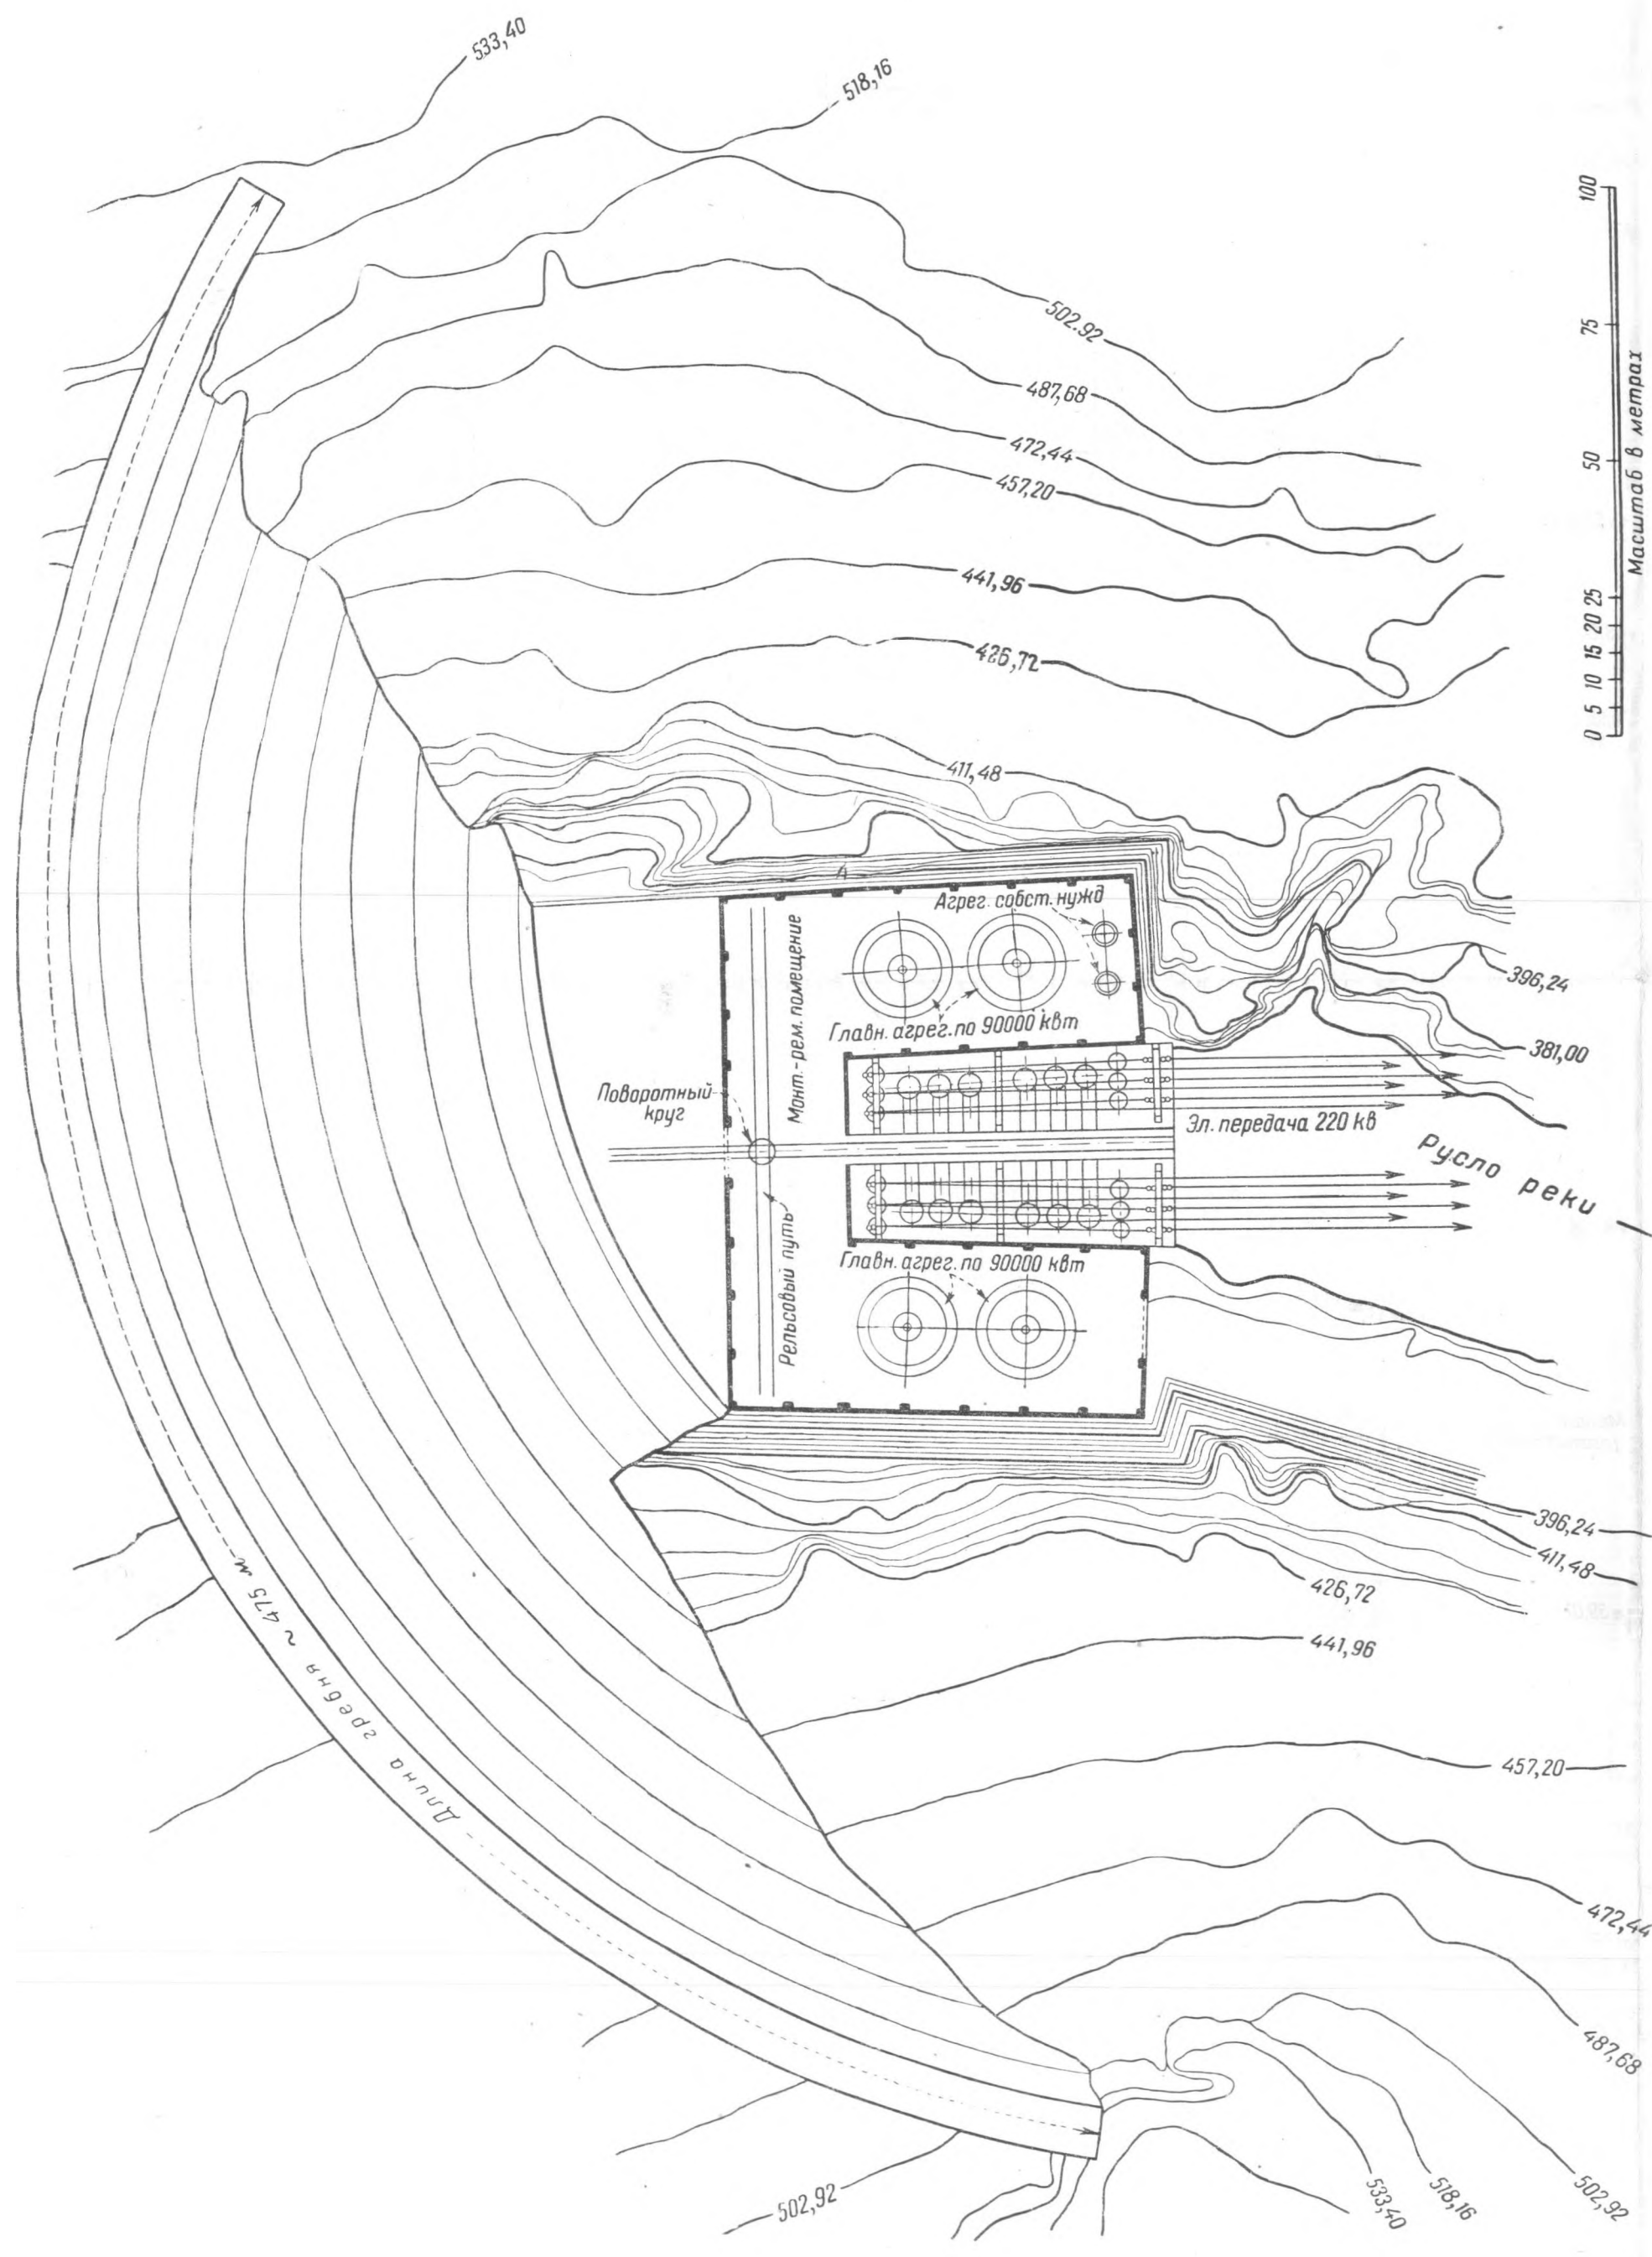 533,40
518,16
502.92
487,68
472,44
457,20
441,96
426,72
411,48
100
75
50
25
20
15
10
5
0
Масштаб в метрах
Агрег. собст. нужд
Монт.-рем. помещение
Главн. агрег. по 90000 квт
396,24
381,00
Поворотный
круг
Эл. передача 220 кв
Русло реки
Рельсовый путь
Главн. агрег. по 90000 квт
396,24
411,48
426,72
441,96
457,20
472,44
487,68
Длина гребня ~ 475 м
502,92
533,40
518,16
502,92